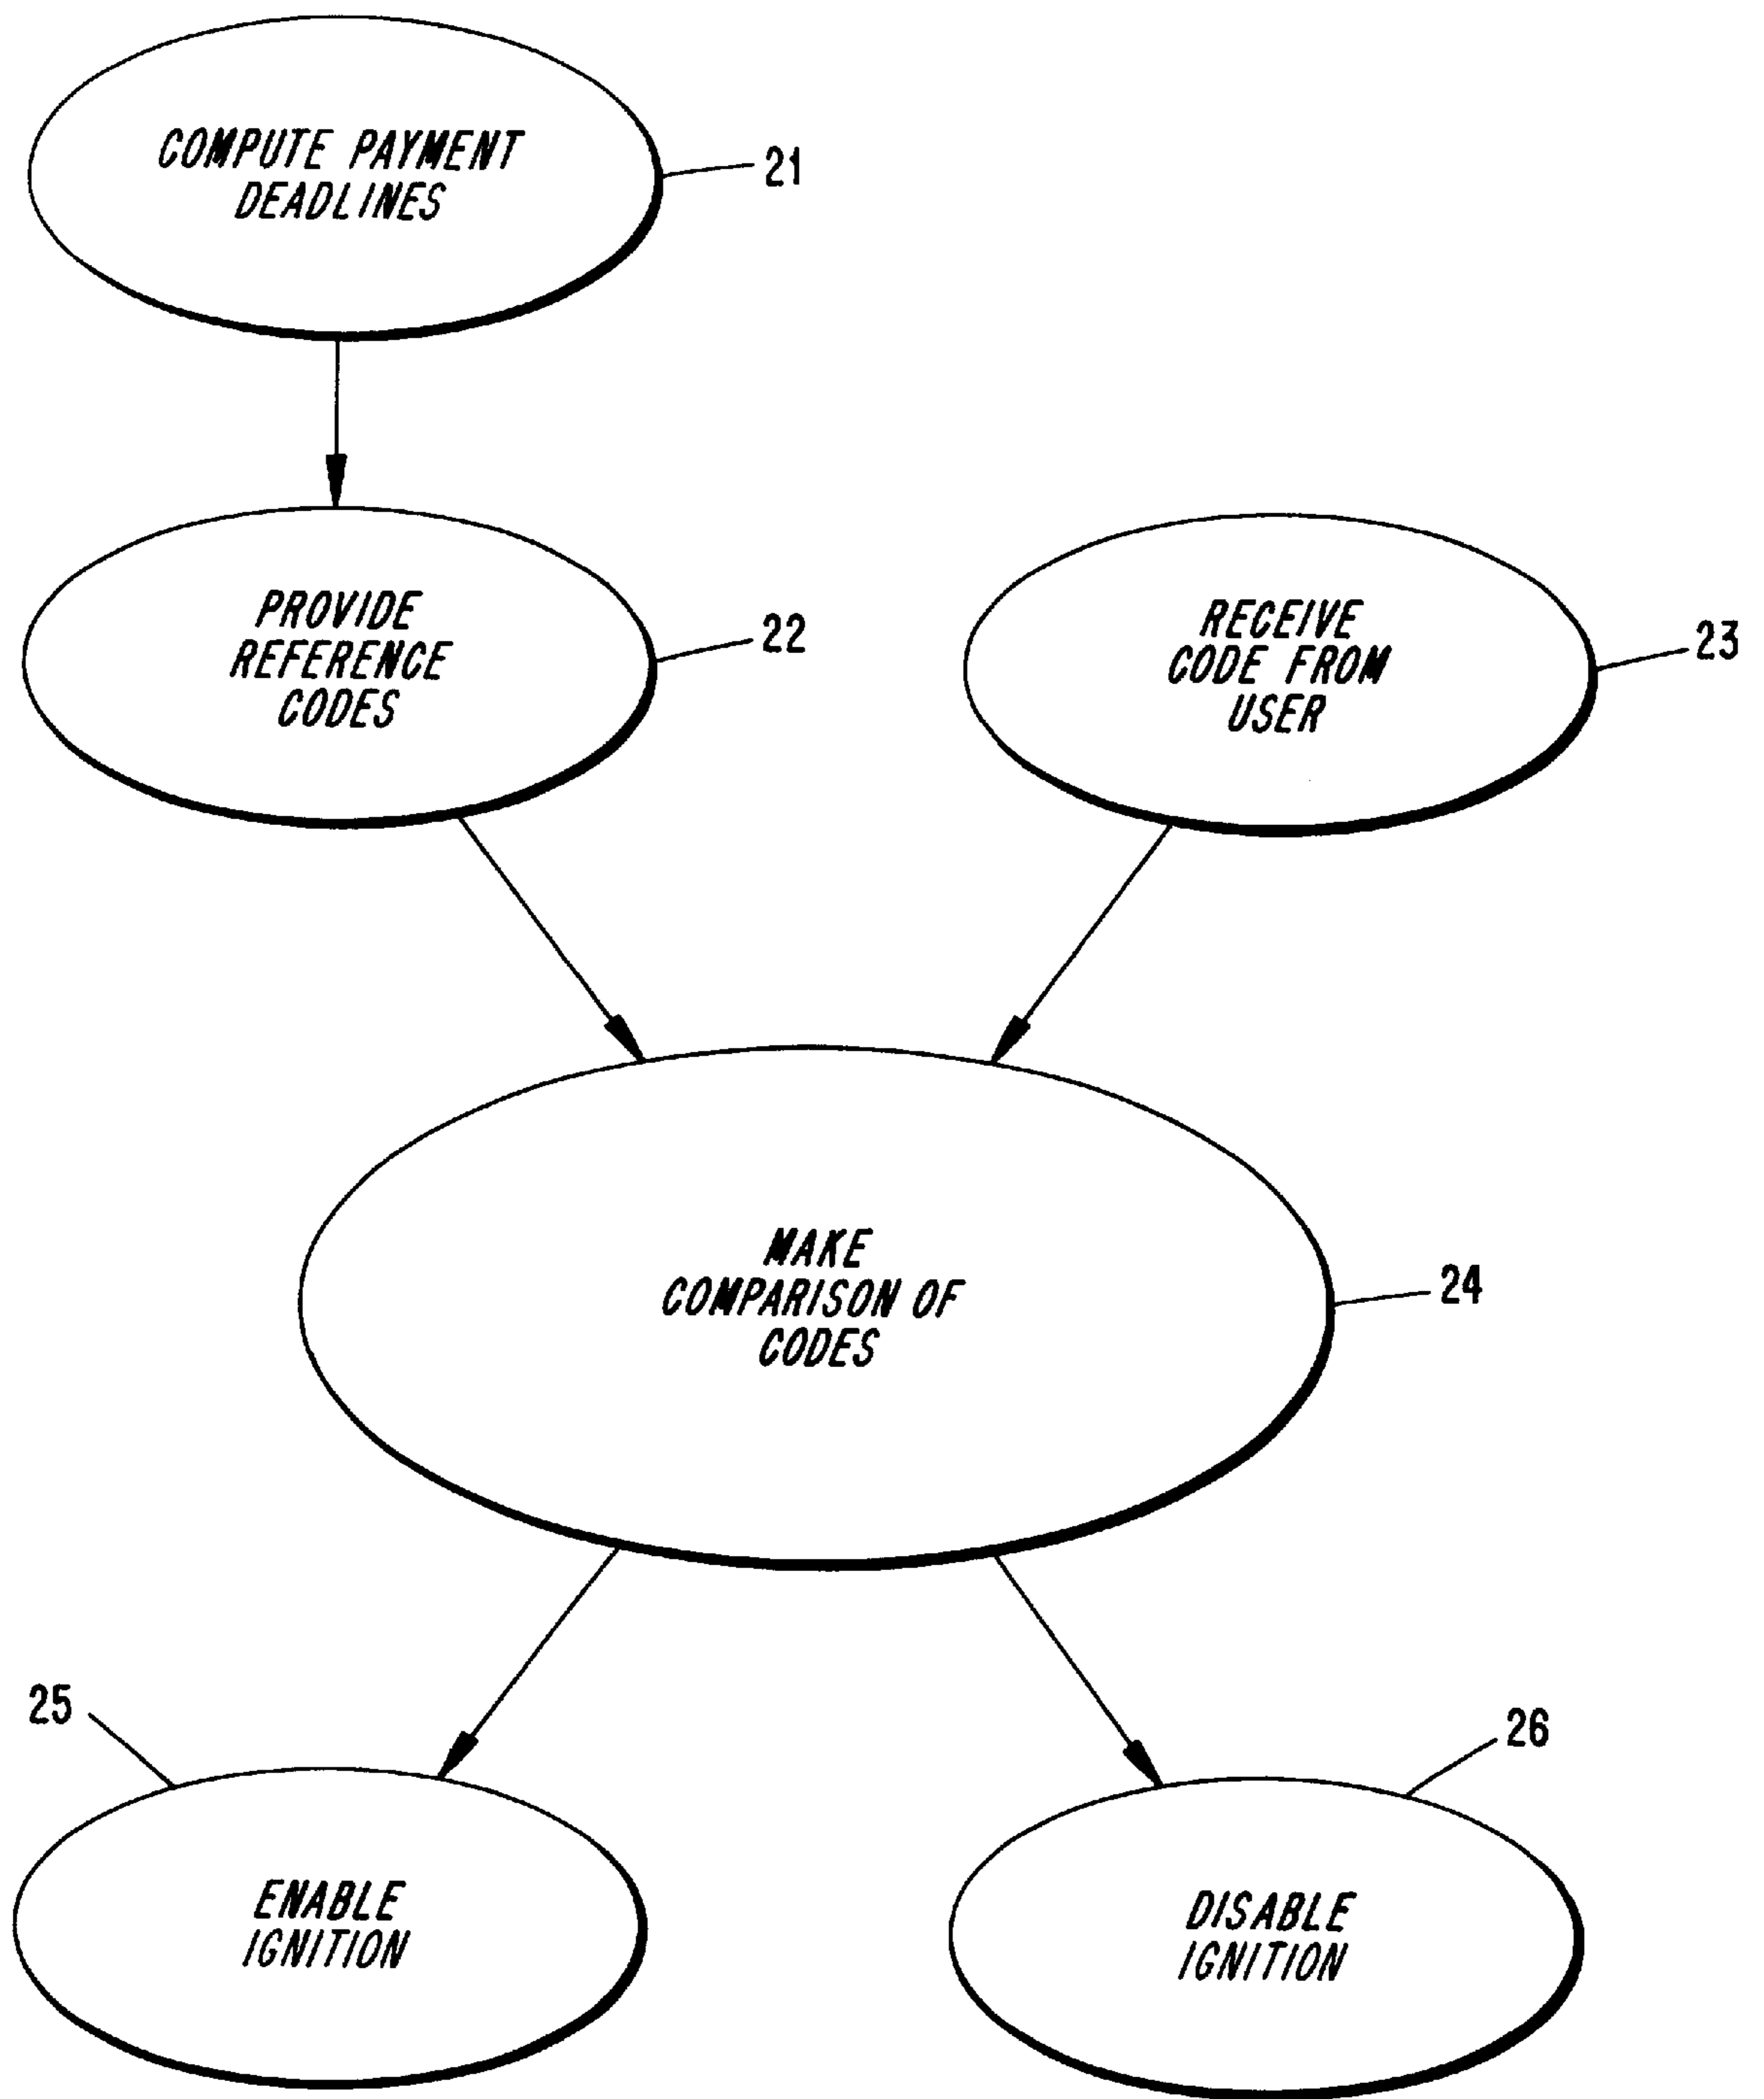 COMPUTE PAYMENT
DEADLINES
21
PROVIDE
REFERENCE
CODES
22
RECEIVE
CODE FROM
USER
23
MAKE
COMPARISON OF
CODES
24
25
ENABLE
IGNITION
26
DISABLE
IGNITION